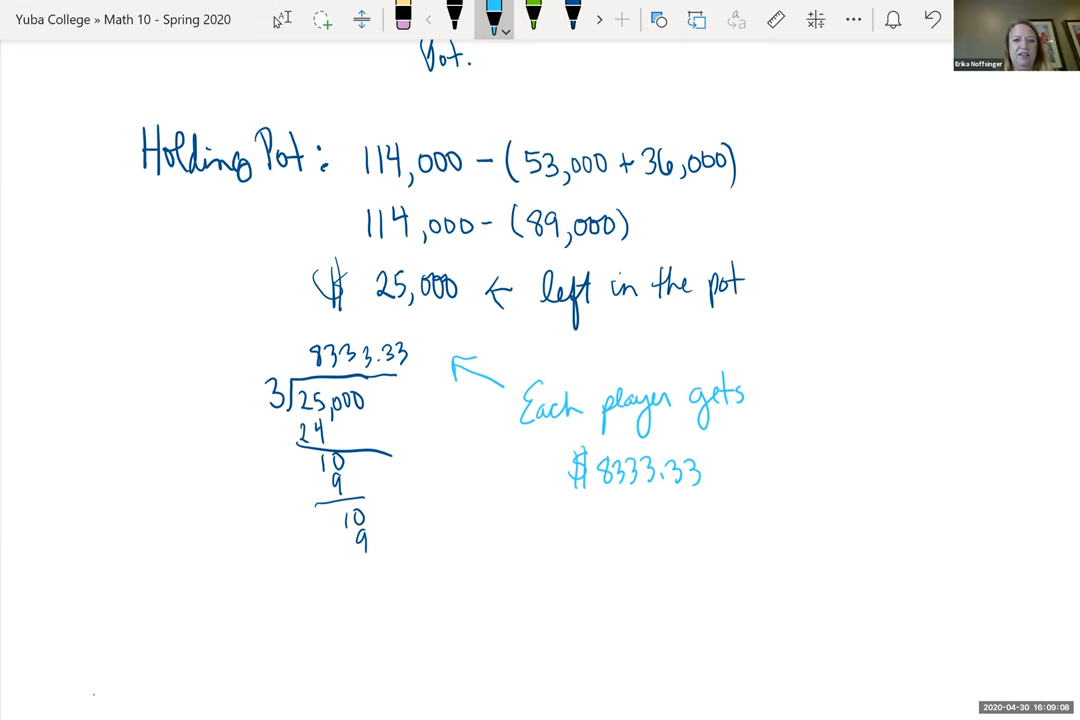 Yuba College » Math 10 - Spring 2020
Erika Noffsinger
Pot.
Holding Pot: 114,000 - (53,000 + 36,000)
114,000 - (89,000)
$ 25,000 ← left in the pot
8333.33
3 25,000
24
10
9
10
9
Each player gets
$8333.33
2020-04-30 16:09:08